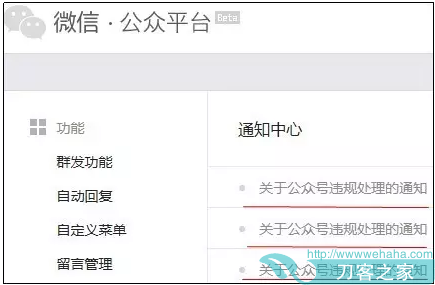 微信·公众平台 Beta
功能
群发功能
自动回复
自定义菜单
留言管理
通知中心
关于公众号违规处理的通知
关于公众号违规处理的通知
http://www.wehaha.com
关于公众号违规处理的通知
万客之家